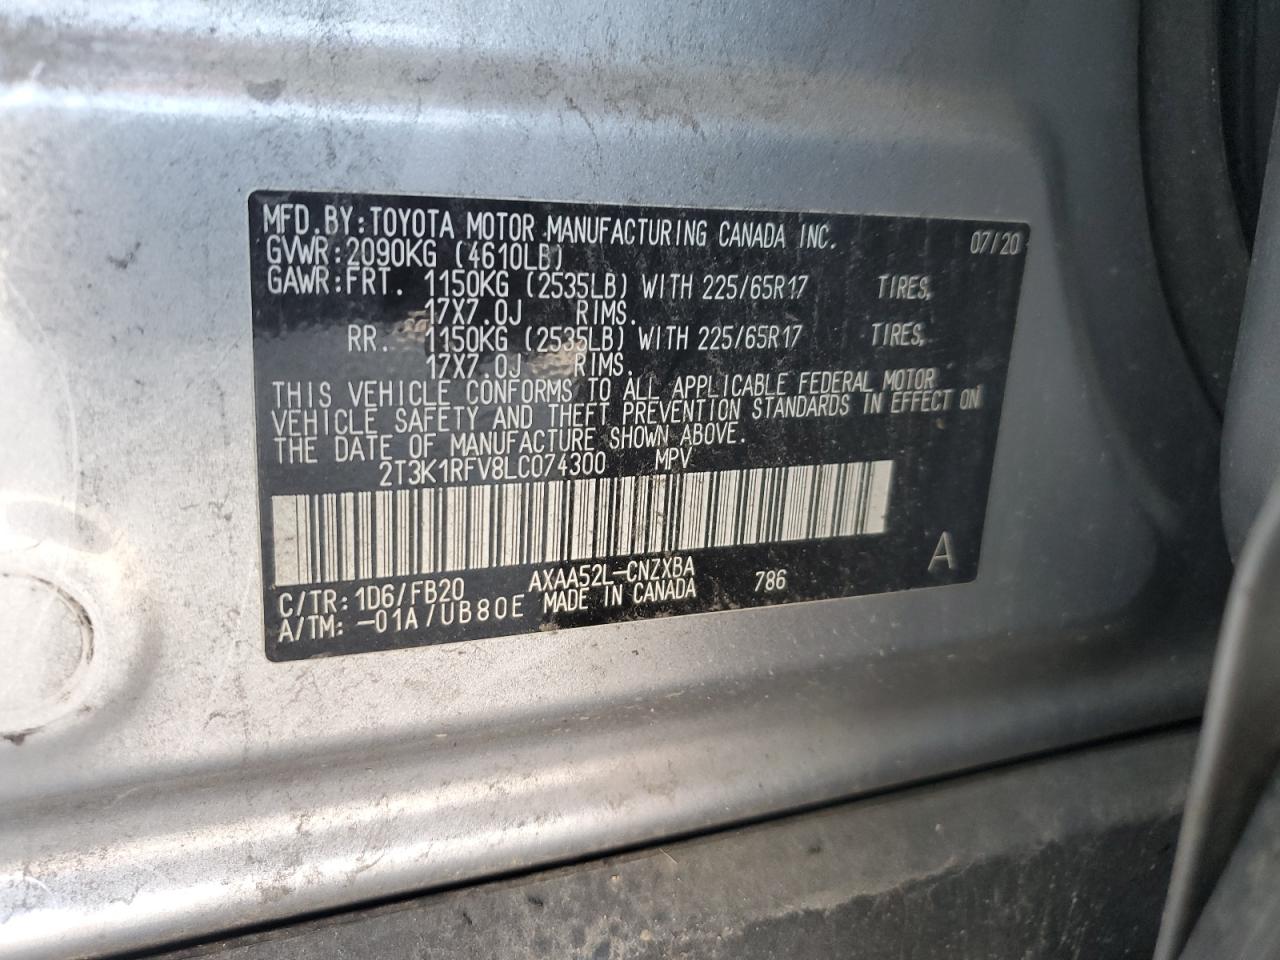 MFD.BY:TOYOTA MOTOR MANUFACTURING CANADA INC. 07/20
GVWR:2090KG (4610LB)
GAWR:FRT. 1150KG (2535LB) WITH 225/65R17 TIRES,
17X7.0J RIMS.
RR. 1150KG (2535LB) WITH 225/65R17 TIRES,
17X7.0J RIMS.
THIS VEHICLE CONFORMS TO ALL APPLICABLE FEDERAL MOTOR
VEHICLE SAFETY AND THEFT PREVENTION STANDARDS IN EFFECT ON
THE DATE OF MANUFACTURE SHOWN ABOVE.
2T3K1RFV8LC074300 MPV
A
C/TR:1D6/FB20 AXAA52L-CNZXBA 786
A/TM:-01A/UB80E MADE IN CANADA